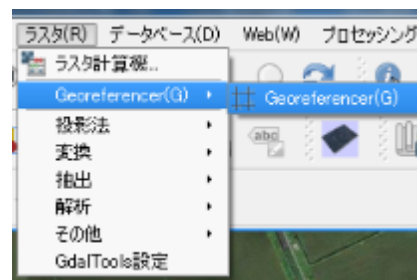 ラスタ(R) データベース(D) Web(W) プロセッシング
ラスタ計算機...
Georeferencer(G) Georeferencer(G)
投影法
abc
変換
抽出
解析
その他
GdalTools設定